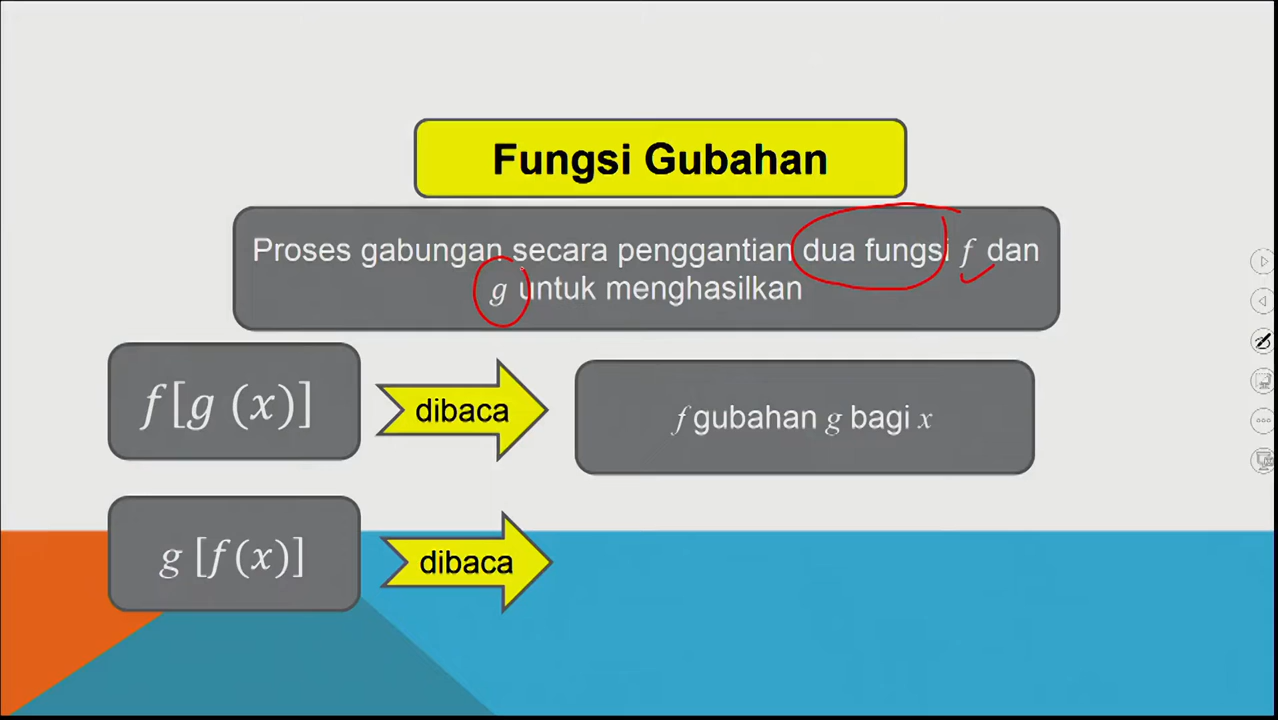 Fungsi Gubahan
Proses gabungan secara penggantian dua fungsi f dan
g untuk menghasilkan
f [g (x)]
dibaca
f gubahan g bagi x
g [f(x)]
dibaca